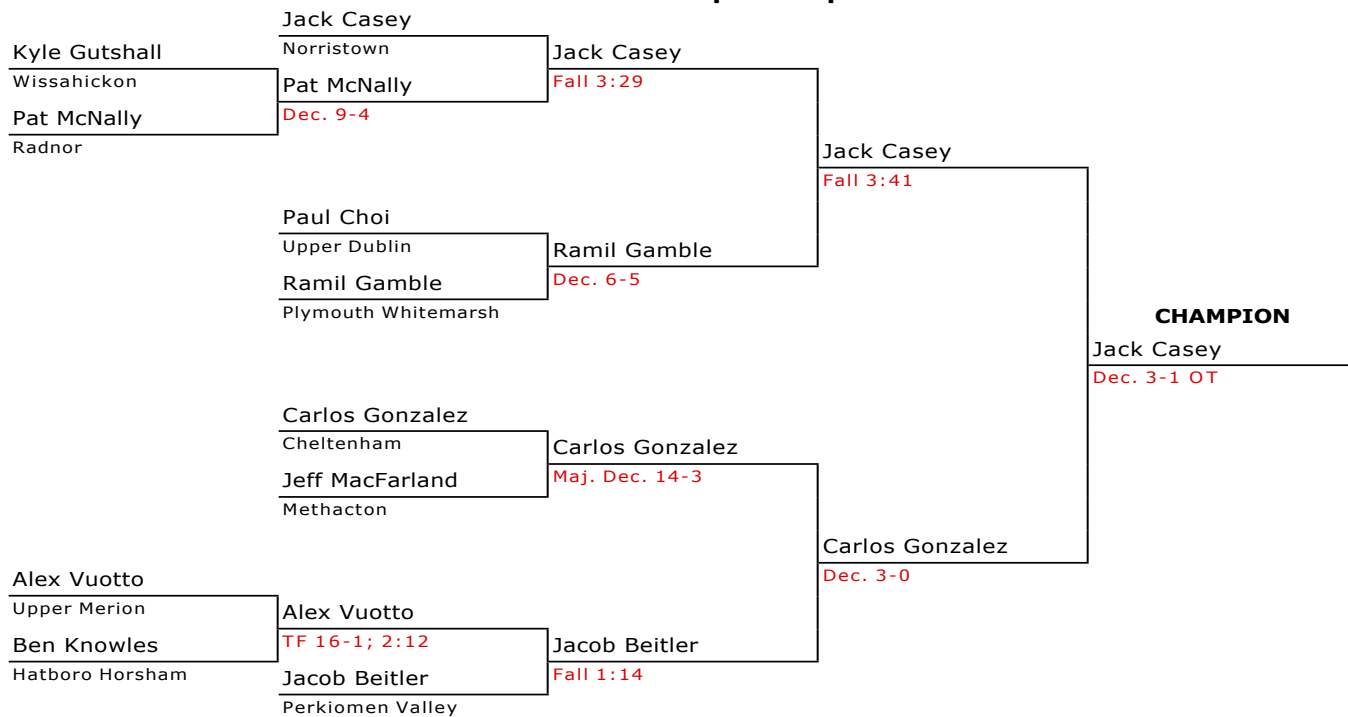 Jack Casey
Kyle Gutshall
Norristown
Jack Casey
Wissahickon
Pat McNally
Fall 3:29
Pat McNally
Dec. 9-4
Radnor
Jack Casey
Fall 3:41
Paul Choi
Upper Dublin
Ramil Gamble
Ramil Gamble
Dec. 6-5
Plymouth Whitemarsh
CHAMPION
Jack Casey
Dec. 3-1 OT
Carlos Gonzalez
Cheltenham
Carlos Gonzalez
Jeff MacFarland
Maj. Dec. 14-3
Methacton
Carlos Gonzalez
Dec. 3-0
Alex Vuotto
Upper Merion
Alex Vuotto
Ben Knowles
TF 16-1; 2:12
Jacob Beitler
Hatboro Horsham
Jacob Beitler
Fall 1:14
Perkiomen Valley